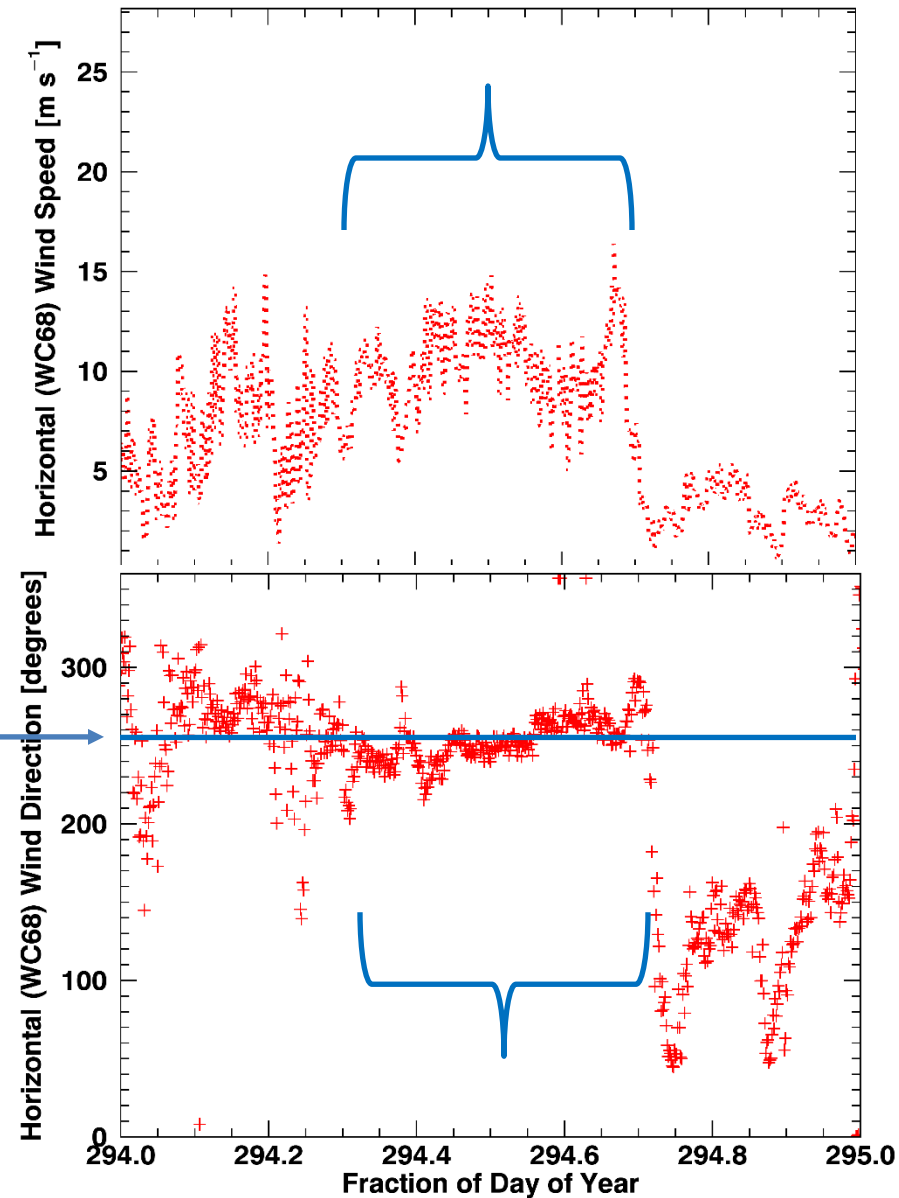 Horizontal (WC68) Wind Speed [m s⁻¹]
25
20
15
10
5
Horizontal (WC68) Wind Direction [degrees]
300
200
100
0
294.0 294.2 294.4 294.6 294.8 295.0
Fraction of Day of Year